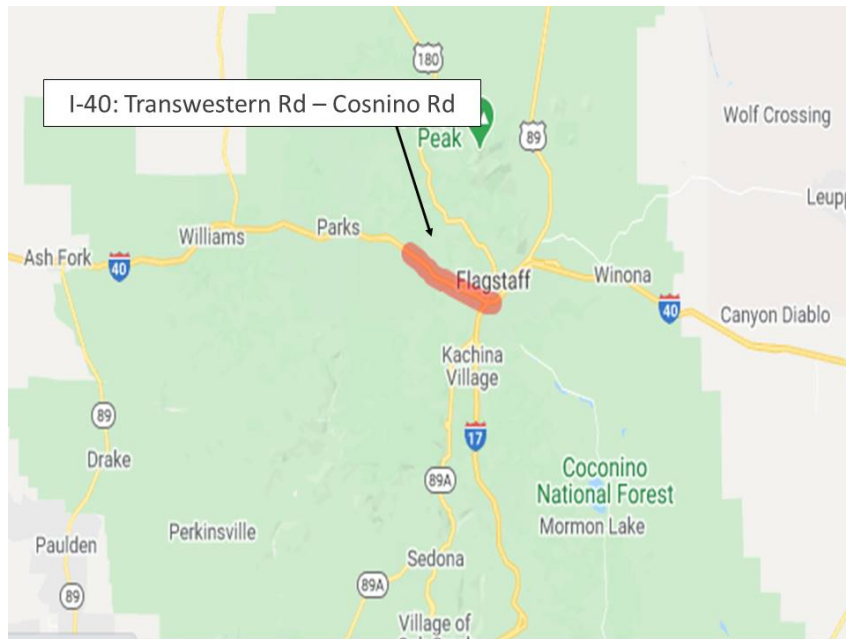 180
I-40: Transwestern Rd – Cosnino Rd
Peak
89
Wolf Crossing
Leupp
Parks
Williams
Ash Fork
40
Flagstaff
Winona
40
Canyon Diablo
Kachina
Village
89
17
Drake
Coconino
National Forest
89A
Mormon Lake
Perkinsville
Paulden
Sedona
89A
89
Village of